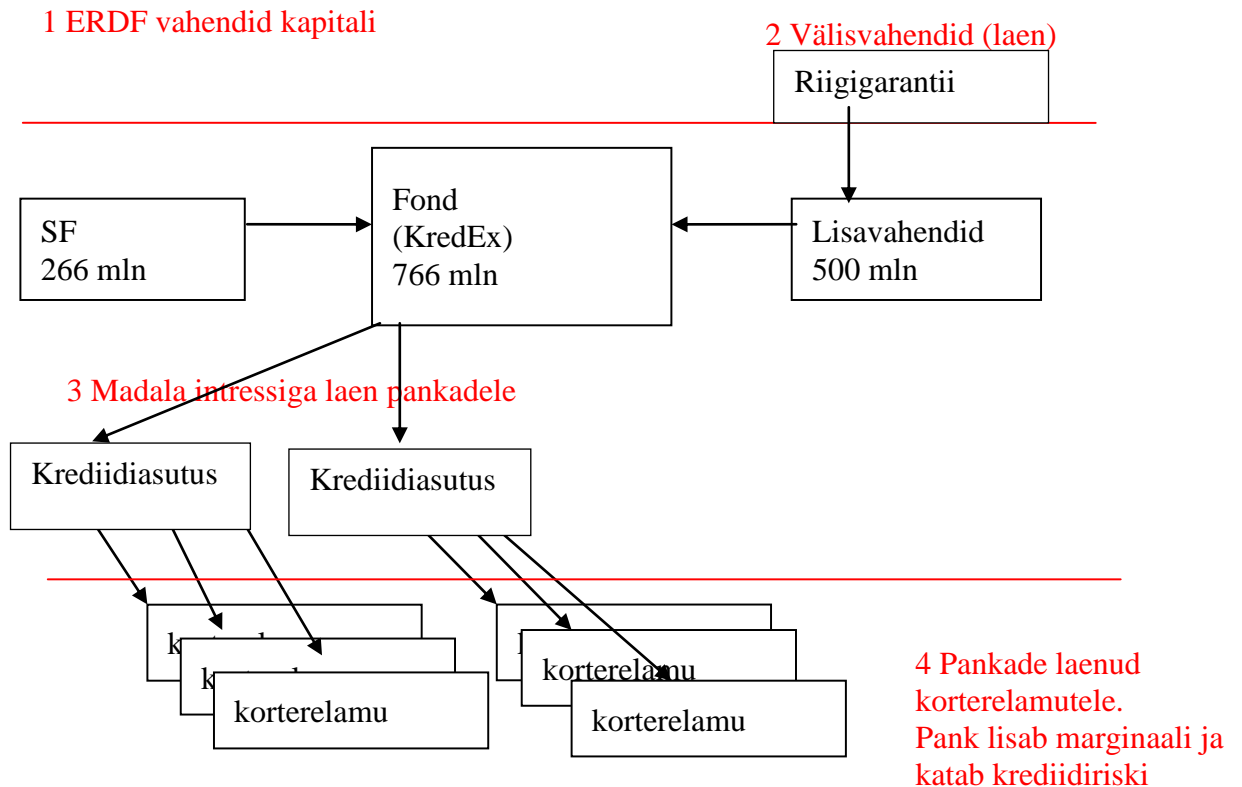 1 ERDF vahendid kapitali
2 Välisvahendid (laen)
Riigigarantii
SF
266 mln
Fond
(KredEx)
766 mln
Lisavahendid
500 mln
3 Madala intressiga laen pankadele
Krediidiasutus
Krediidiasutus
korterelamu
korterelamu
korterelamu
4 Pankade laenud
korterelamutele.
Pank lisab marginaali ja
katab krediidiriski